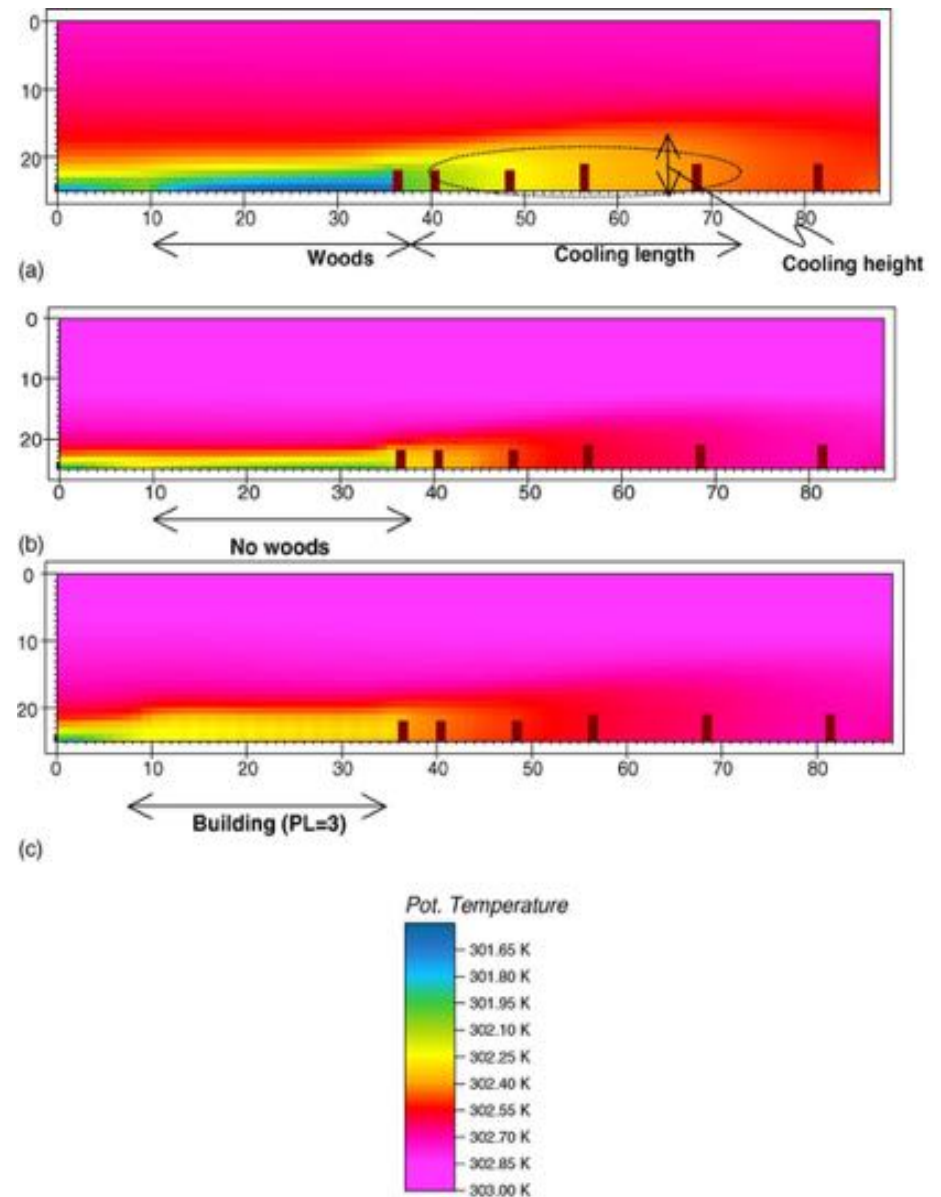 0
10
20
0 10 20 30 40 50 60 70 80
Woods
Cooling length
Cooling height
(a)
0
10
20
0 10 20 30 40 50 60 70 80
No woods
(b)
0
10
20
0 10 20 30 40 50 60 70 80
Building (PL=3)
(c)
Pot. Temperature
301.65 K
301.80 K
301.95 K
302.10 K
302.25 K
302.40 K
302.55 K
302.70 K
302.85 K
303.00 K